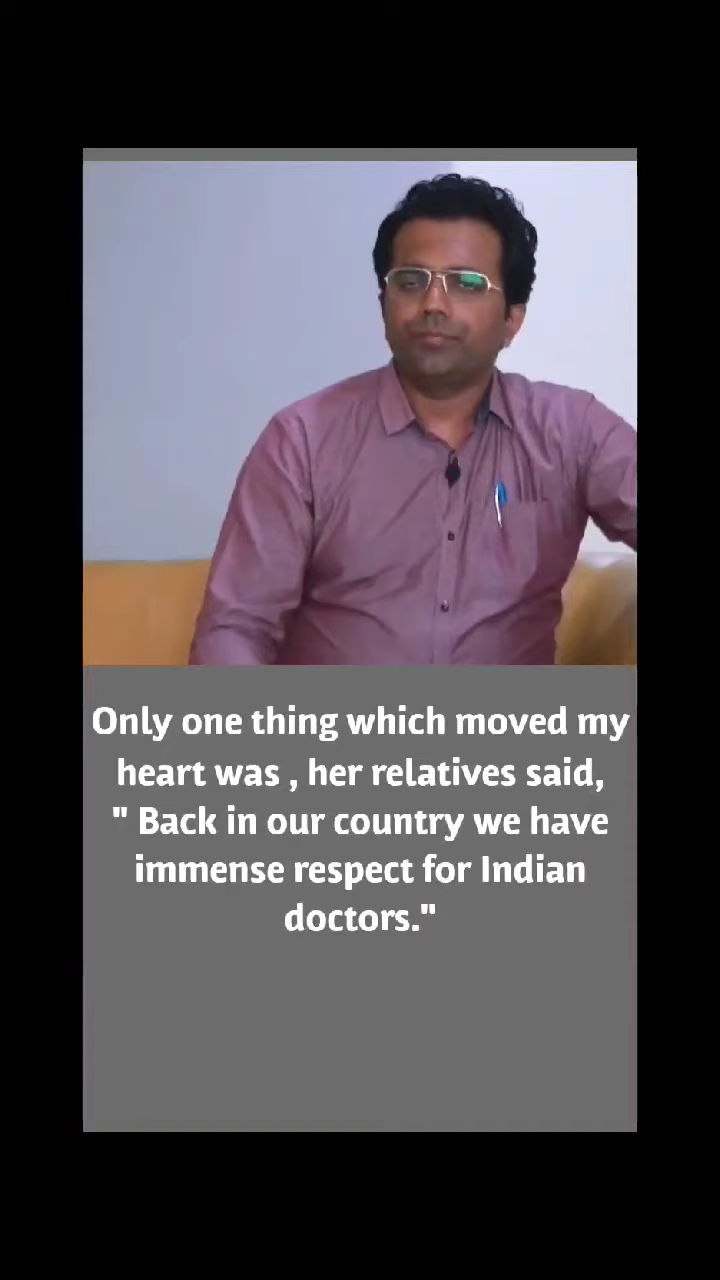 Only one thing which moved my
heart was , her relatives said,
" Back in our country we have
immense respect for Indian
doctors."